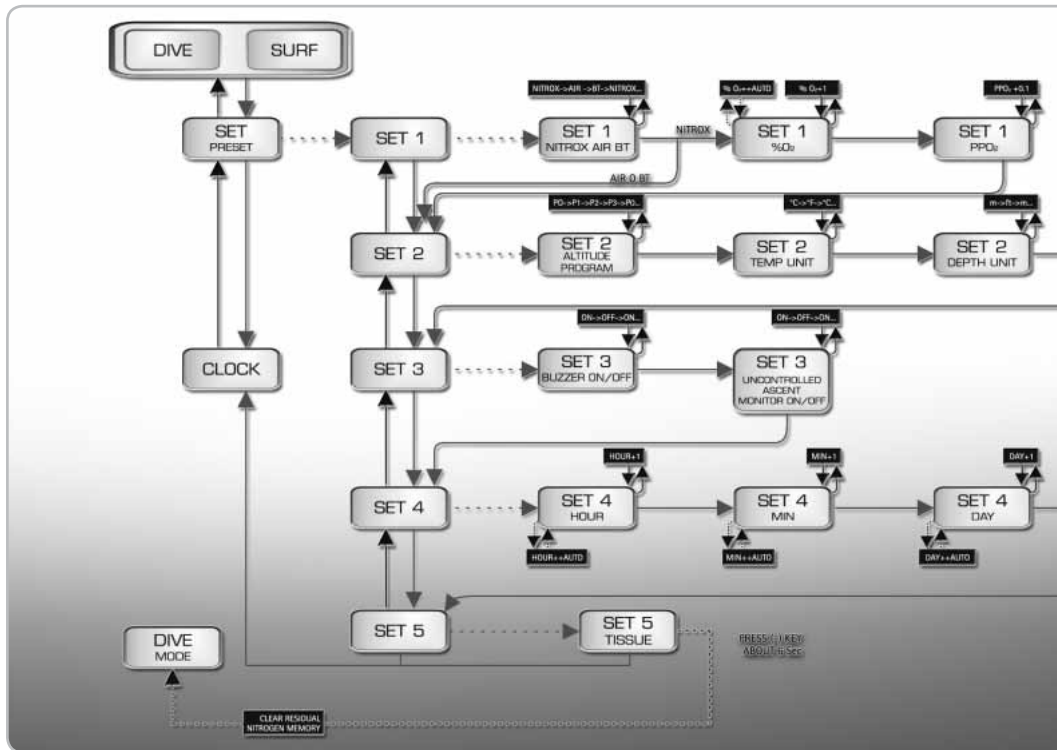 DIVE
SURF
NITROX->AIR ->BT->NITROX...
% O₂++AUTO
% O₂+1
PPO₂ +0.1
SET
PRESET
SET 1
SET 1
NITROX AIR BT
NITROX
SET 1
%O₂
SET 1
PPO₂
AIR O BT
P0->P1->P2->P3->P0...
°C->°F->°C...
m->ft->m...
SET 2
SET 2
ALTITUDE
PROGRAM
SET 2
TEMP UNIT
SET 2
DEPTH UNIT
ON->OFF->ON...
ON->OFF->ON...
CLOCK
SET 3
SET 3
BUZZER ON/OFF
SET 3
UNCONTROLLED
ASCENT
MONITOR ON/OFF
HOUR+1
MIN+1
DAY+1
SET 4
SET 4
HOUR
SET 4
MIN
SET 4
DAY
HOUR++AUTO
MIN++AUTO
DAY++AUTO
SET 5
SET 5
TISSUE
DIVE
MODE
PRESS KEY
ABOUT Sec
CLEAR RESIDUAL
NITROGEN MEMORY